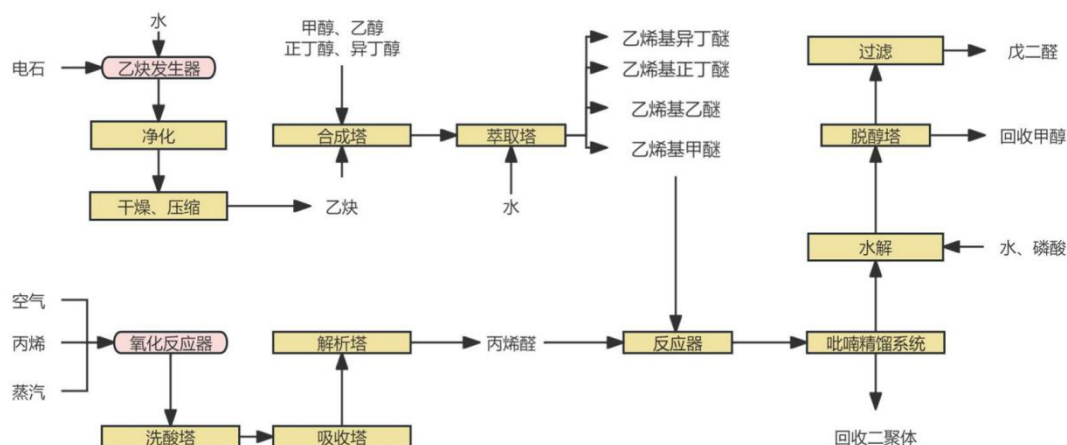 水
电石
乙炔发生器
净化
干燥、压缩
乙炔
甲醇、乙醇
正丁醇、异丁醇
合成塔
萃取塔
水
乙烯基异丁醚
乙烯基正丁醚
乙烯基乙醚
乙烯基甲醚
过滤
戊二醛
脱醇塔
回收甲醇
水解
水、磷酸
空气
丙烯
蒸汽
氧化反应器
洗酸塔
吸收塔
解析塔
丙烯醛
反应器
吡喃精馏系统
回收二聚体